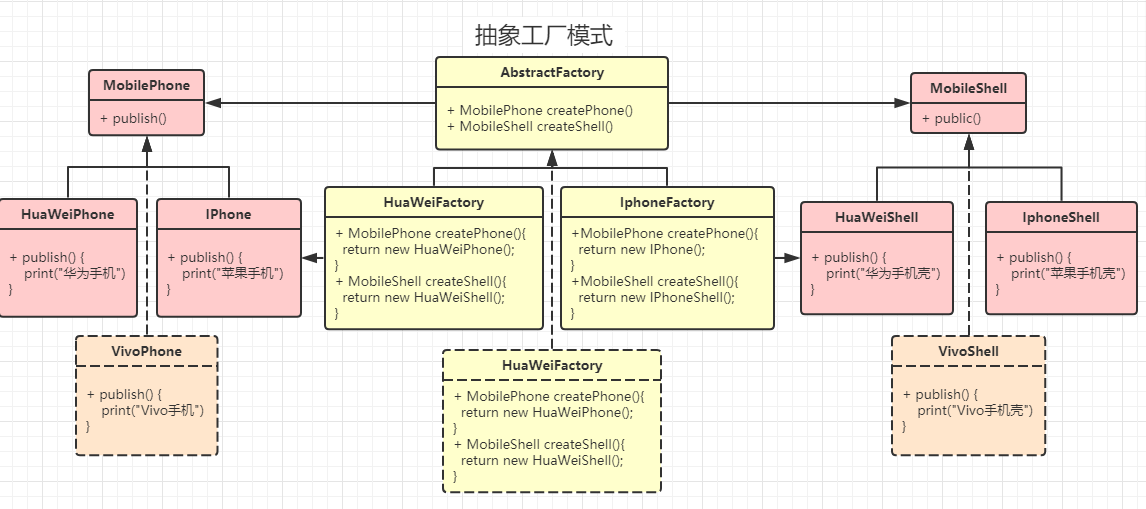 抽象工厂模式
MobilePhone
+ publish()
AbstractFactory
+ MobilePhone createPhone()
+ MobileShell createShell()
MobileShell
+ public()
HuaWeiPhone
+ publish() {
print("华为手机")
}
IPhone
+ publish() {
print("苹果手机")
}
HuaWeiFactory
+ MobilePhone createPhone(){
return new HuaWeiPhone();
}
+ MobileShell createShell(){
return new HuaWeiShell();
}
IphoneFactory
+MobilePhone createPhone(){
return new IPhone();
}
+MobileShell createShell(){
return new IPhoneShell();
}
HuaWeiShell
+ publish() {
print("华为手机壳")
}
IphoneShell
+ publish() {
print("苹果手机壳")
}
VivoPhone
+ publish() {
print("Vivo手机")
}
HuaWeiFactory
+ MobilePhone createPhone(){
return new HuaWeiPhone();
}
+ MobileShell createShell(){
return new HuaWeiShell();
}
VivoShell
+ publish() {
print("Vivo手机壳")
}